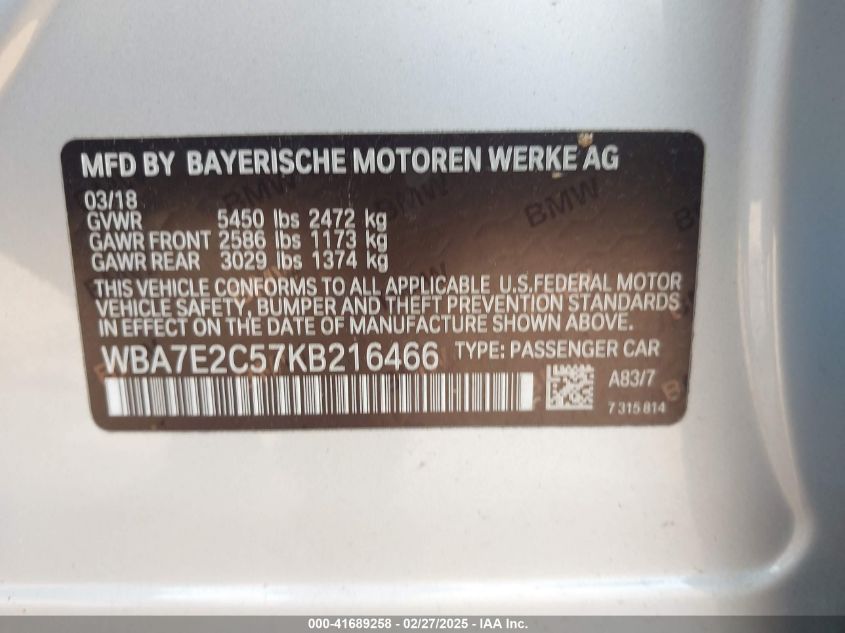 MFD BY BAYERISCHE MOTOREN WERKE AG
03/18
GVWR 5450 lbs 2472 kg
GAWR FRONT 2586 lbs 1173 kg
GAWR REAR 3029 lbs 1374 kg
THIS VEHICLE CONFORMS TO ALL APPLICABLE U.S.FEDERAL MOTOR
VEHICLE SAFETY, BUMPER AND THEFT PREVENTION STANDARDS
IN EFFECT ON THE DATE OF MANUFACTURE SHOWN ABOVE.
WBA7E2C57KB216466 TYPE: PASSENGER CAR
A83/7
7315814
BMW
BMW
000-41689258 - 02/27/2025 - IAA Inc.